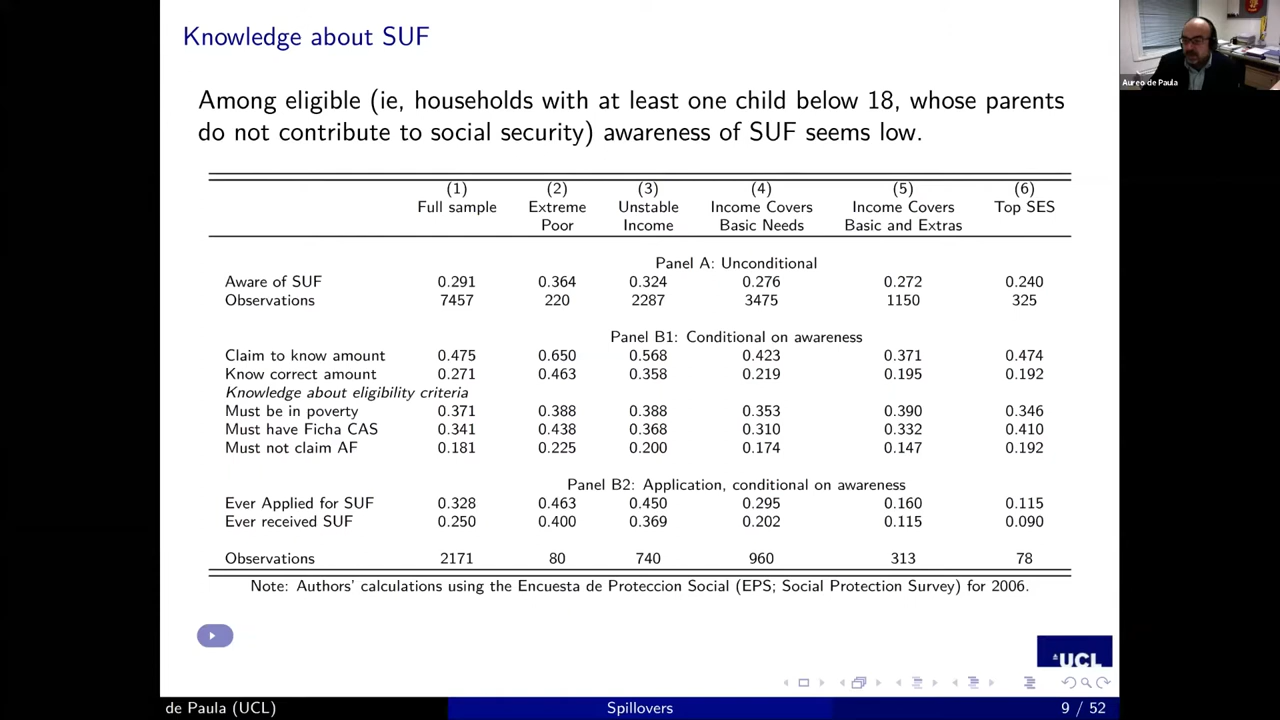 Knowledge about SUF
Aureo de Paula
Among eligible (ie, households with at least one child below 18, whose parents
do not contribute to social security) awareness of SUF seems low.
(1) (2) (3) (4) (5) (6)
Full sample Extreme Unstable Income Covers Income Covers Top SES
Poor Income Basic Needs Basic and Extras
Panel A: Unconditional
Aware of SUF 0.291 0.364 0.324 0.276 0.272 0.240
Observations 7457 220 2287 3475 1150 325
Panel B1: Conditional on awareness
Claim to know amount 0.475 0.650 0.568 0.423 0.371 0.474
Know correct amount 0.271 0.463 0.358 0.219 0.195 0.192
Knowledge about eligibility criteria
Must be in poverty 0.371 0.388 0.388 0.353 0.390 0.346
Must have Ficha CAS 0.341 0.438 0.368 0.310 0.332 0.410
Must not claim AF 0.181 0.225 0.200 0.174 0.147 0.192
Panel B2: Application, conditional on awareness
Ever Applied for SUF 0.328 0.463 0.450 0.295 0.160 0.115
Ever received SUF 0.250 0.400 0.369 0.202 0.115 0.090
Observations 2171 80 740 960 313 78
Note: Authors' calculations using the Encuesta de Proteccion Social (EPS; Social Protection Survey) for 2006.
UCL
de Paula (UCL) Spillovers 9 / 52